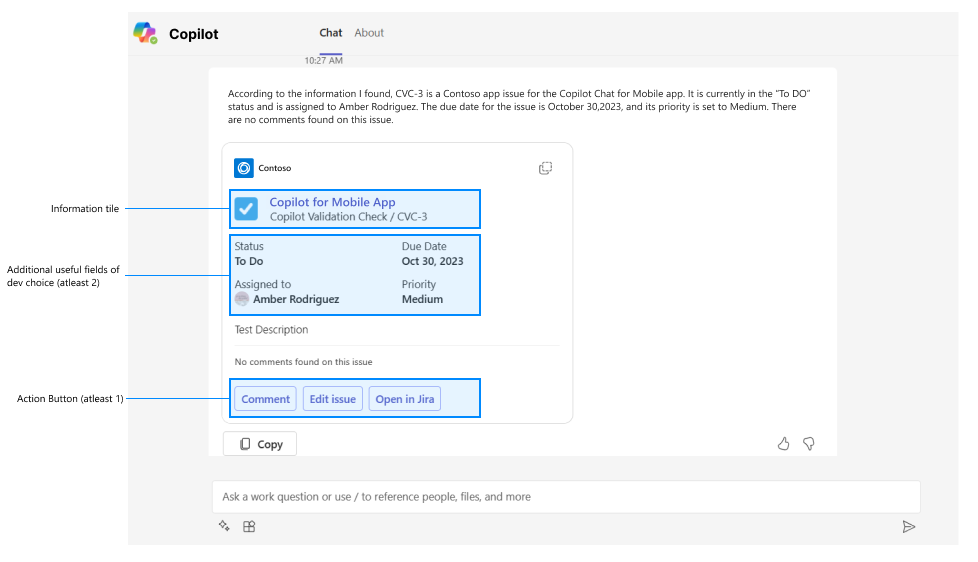 Copilot
Chat About
10:27 AM
According to the information I found, CVC-3 is a Contoso app issue for the Copilot Chat for Mobile app. It is currently in the "To DO"
status and is assigned to Amber Rodriguez. The due date for the issue is October 30,2023, and its priority is set to Medium. There
are no comments found on this issue.
Contoso
Information tile
Copilot for Mobile App
Copilot Validation Check / CVC-3
Additional useful fields of
dev choice (atleast 2)
Status Due Date
To Do Oct 30, 2023
Assigned to Priority
Amber Rodriguez Medium
Test Description
No comments found on this issue
Action Button (atleast 1)
Comment Edit issue Open in Jira
Copy
Ask a work question or use / to reference people, files, and more